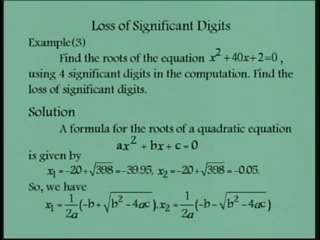 Loss of Significant Digits
Example(3)
Find the roots of the equation x² + 40x + 2 = 0 ,
using 4 significant digits in the computation. Find the
loss of significant digits.
Solution
A formula for the roots of a quadratic equation
ax² + bx + c = 0
is given by
x₁ = -20 + √398 = -39.95, x₂ = -20 + √398 = -0.05.
So, we have
x₁ = 1/2a (-b + √b² - 4ac), x₂ = 1/2a (-b - √b² - 4ac)